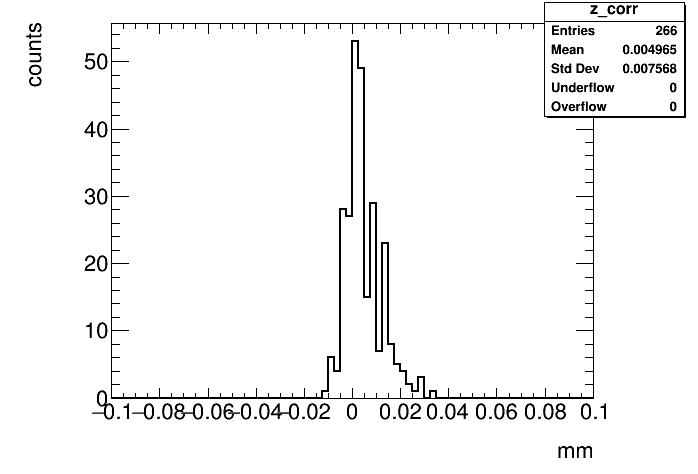 z_corr
Entries 266
Mean 0.004965
Std Dev 0.007568
Underflow 0
Overflow 0
counts
50
40
30
20
10
0
−0.1 −0.08 −0.06 −0.04 −0.02 0 0.02 0.04 0.06 0.08 0.1
mm